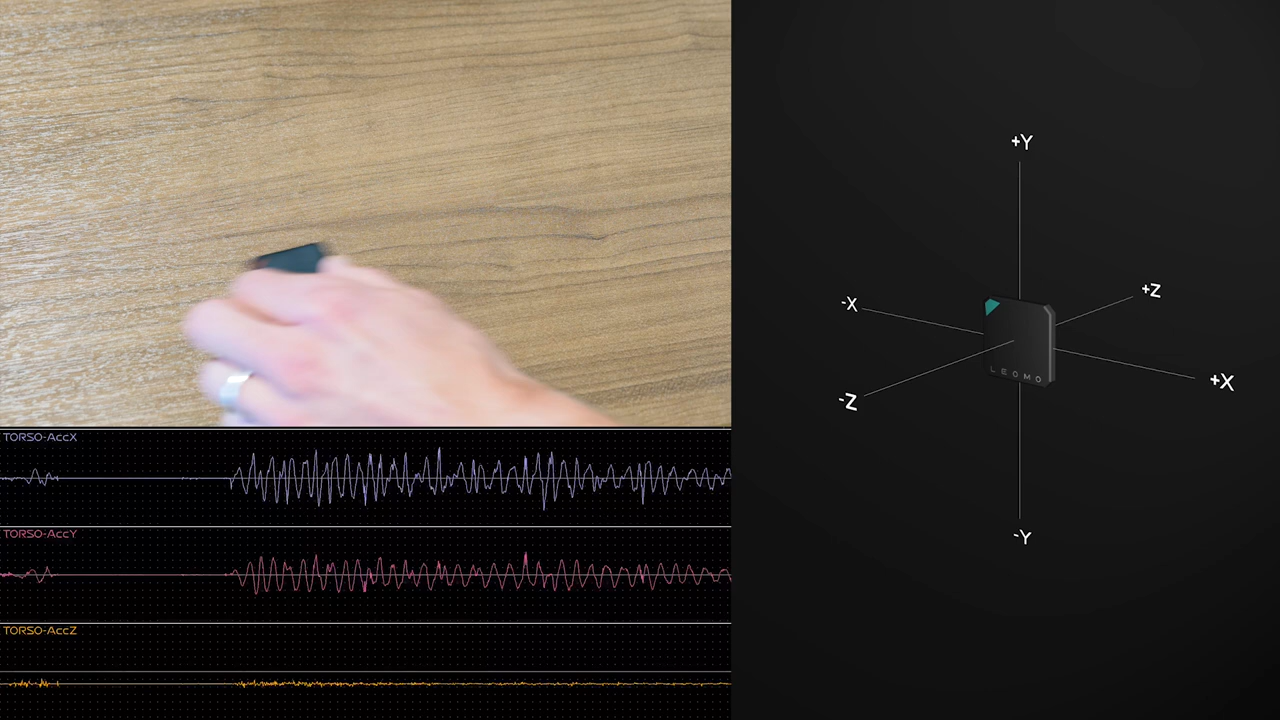 TORSO-AccX
TORSO-AccY
TORSO-AccZ
+Y
-X
+Z
LEOMO
+X
-Z
-Y